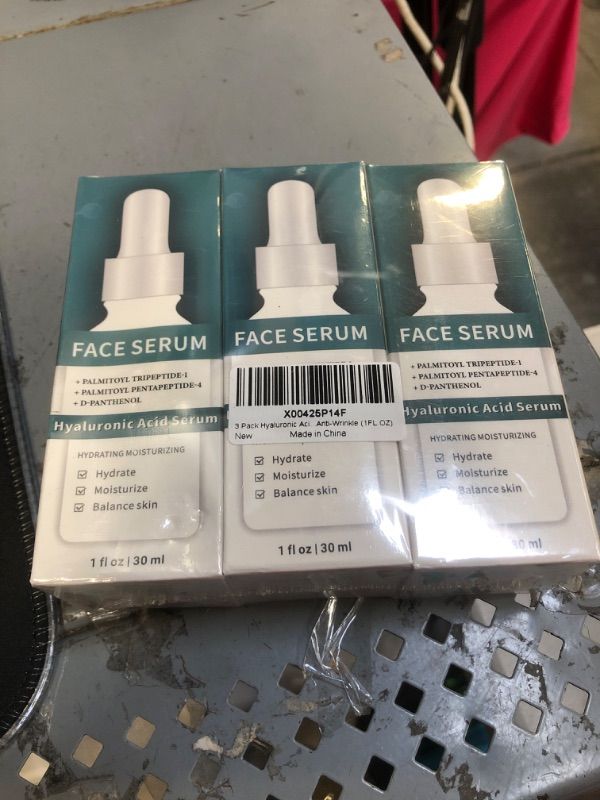 FACE SERUM
+ PALMITOYL TRIPEPTIDE-1
+ PALMITOYL PENTAPEPTIDE-4
+ D-PANTHENOL
Hyaluronic Acid Serum
HYDRATING MOISTURIZING
Hydrate
Moisturize
Balance skin
1 fl oz | 30 ml
FACE SERUM
X00425P14F
3 Pack Hyaluronic Aci...Anti-Wrinkle (1FL OZ)
New Made in China
Hydrate
Moisturize
Balance skin
1 fl oz | 30 ml
FACE SERUM
+ PALMITOYL TRIPEPTIDE-1
+ PALMITOYL PENTAPEPTIDE-4
+ D-PANTHENOL
Hyaluronic Acid Serum
HYDRATING MOISTURIZING
Hydrate
Moisturize
Balance skin
30 ml